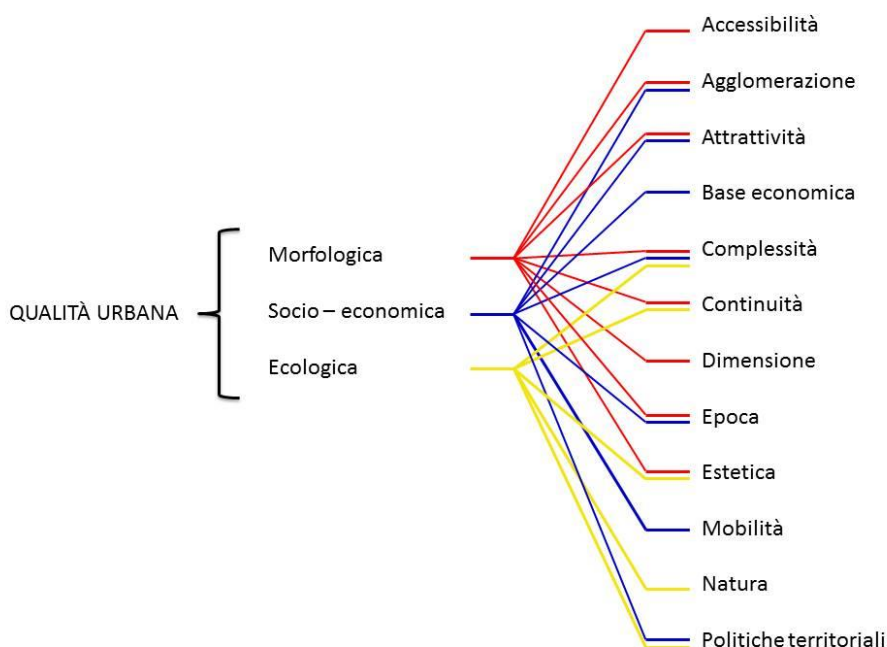 QUALITÀ URBANA
Morfologica
Socio – economica
Ecologica
Accessibilità
Agglomerazione
Attrattività
Base economica
Complessità
Continuità
Dimensione
Epoca
Estetica
Mobilità
Natura
Politiche territoriali